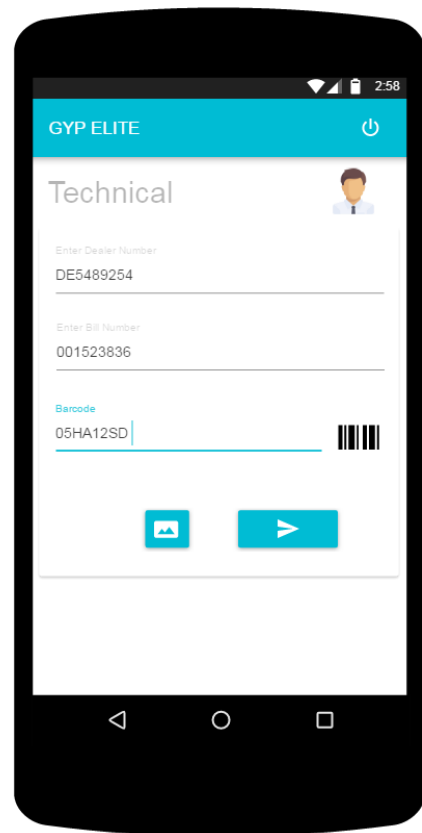 2:58
GYP ELITE
Technical
Enter Dealer Number
DE5489254
Enter Bill Number
001523836
Barcode
05HA12SD